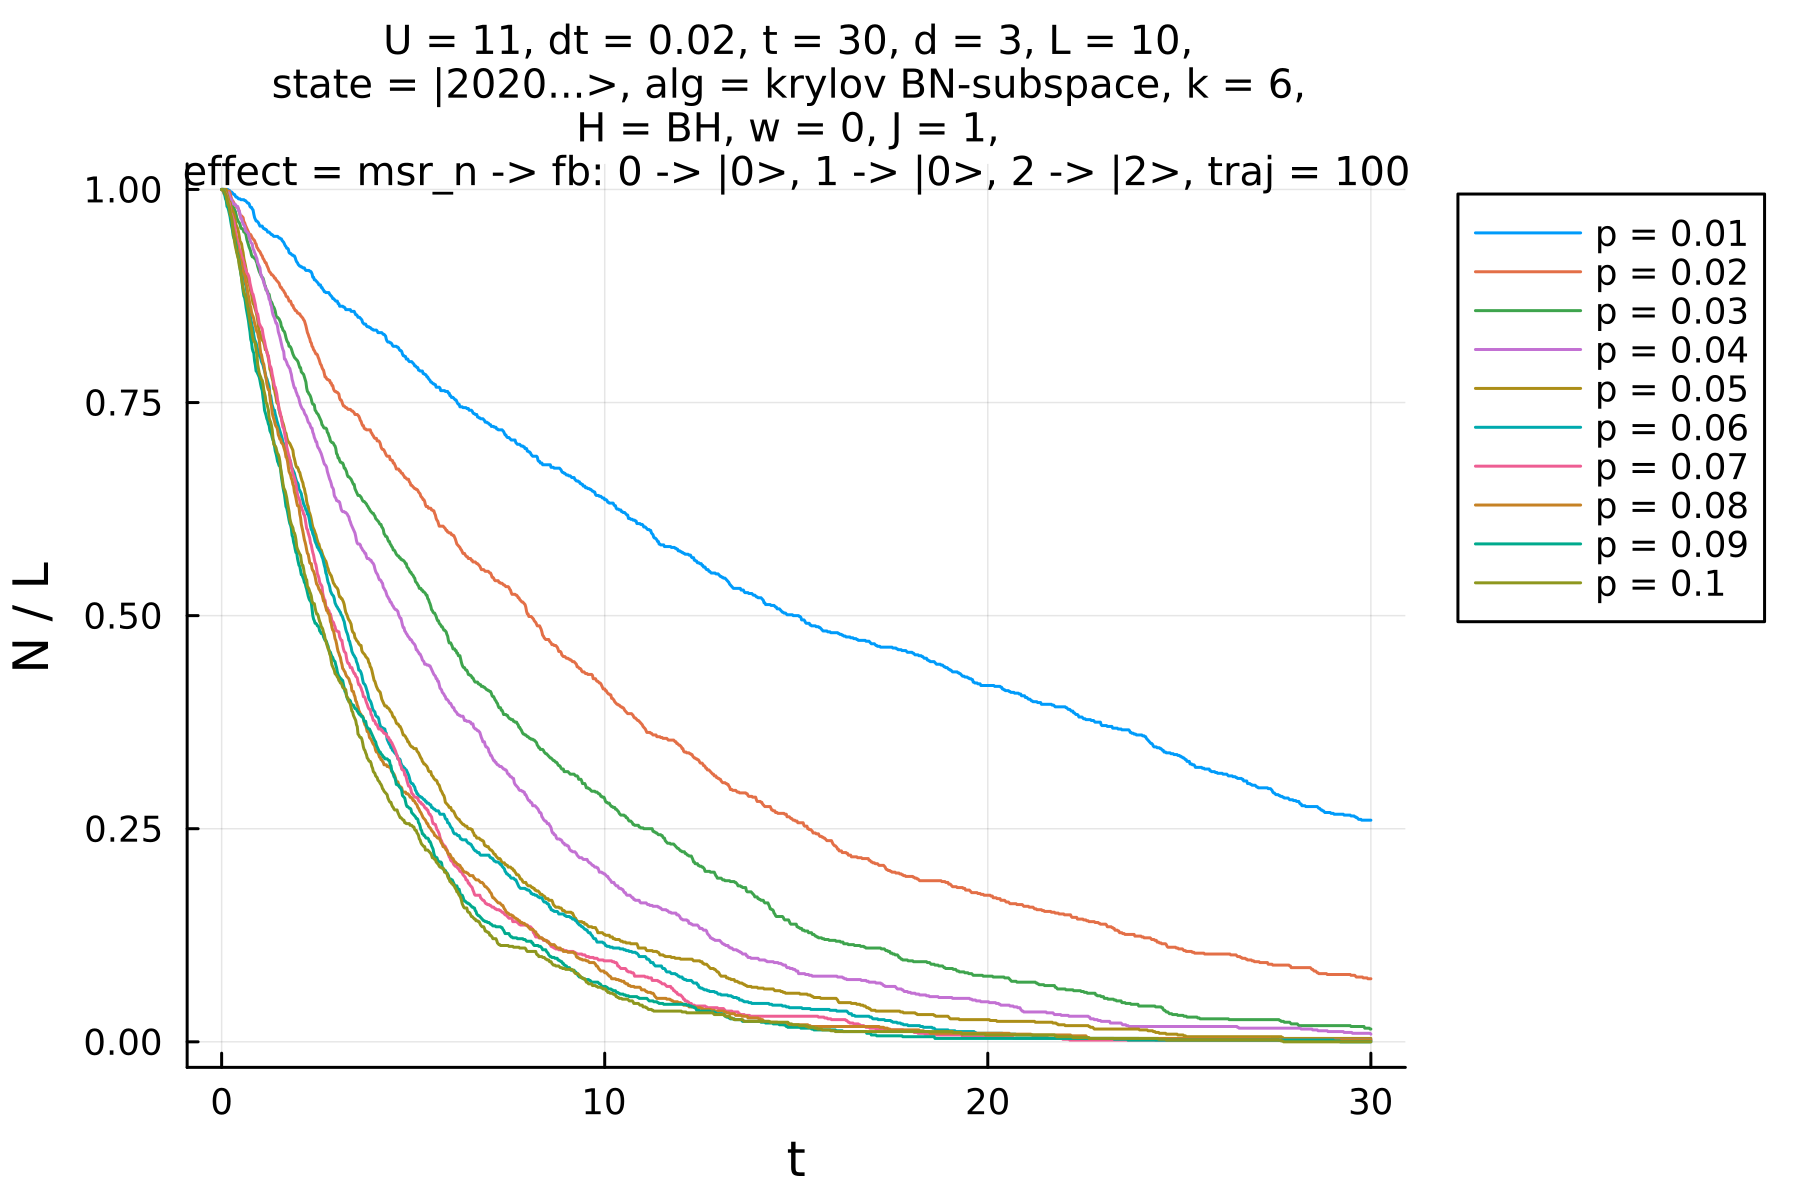 U = 11, dt = 0.02, t = 30, d = 3, L = 10,
state = |2020...>, alg = krylov BN-subspace, k = 6,
H = BH, w = 0, J = 1,
effect = msr_n -> fb: 0 -> |0>, 1 -> |0>, 2 -> |2>, traj = 100
1.00
0.75
0.50
0.25
0.00
N / L
0
10
20
30
t
p = 0.01
p = 0.02
p = 0.03
p = 0.04
p = 0.05
p = 0.06
p = 0.07
p = 0.08
p = 0.09
p = 0.1